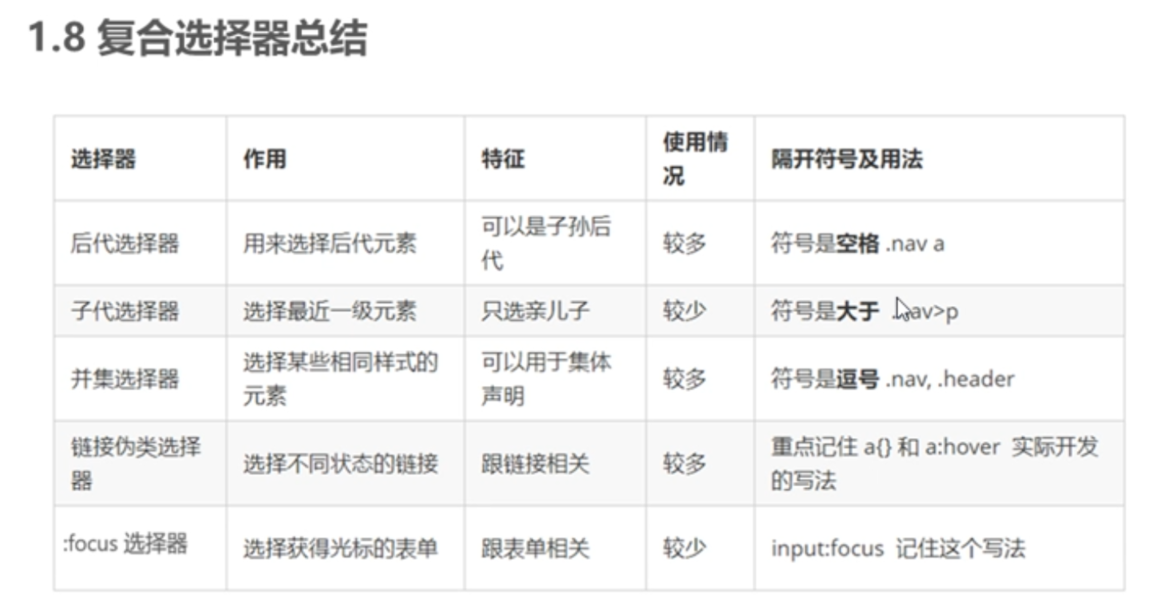 1.8 复合选择器总结
选择器 作用 特征 使用情况 隔开符号及用法
后代选择器 用来选择后代元素 可以是子孙后代 较多 符号是空格 .nav a
子代选择器 选择最近一级元素 只选亲儿子 较少 符号是大于 .nav>p
并集选择器 选择某些相同样式的元素 可以用于集体声明 较多 符号是逗号 .nav, .header
链接伪类选择器 选择不同状态的链接 跟链接相关 较多 重点记住 a{} 和 a:hover 实际开发的写法
:focus 选择器 选择获得光标的表单 跟表单相关 较少 input:focus 记住这个写法